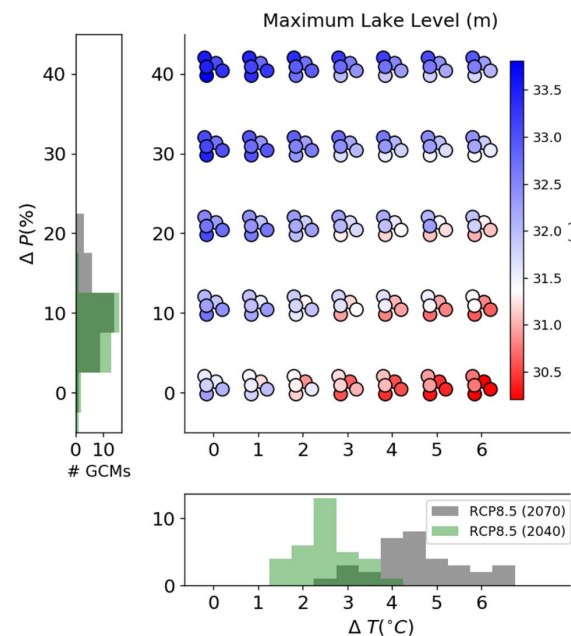 Maximum Lake Level (m)
40
30
20
10
0
Δ P(%)
0 10
# GCMs
0 1 2 3 4 5 6
33.5
33.0
32.5
32.0
31.5
31.0
30.5
10
0
RCP8.5 (2070)
RCP8.5 (2040)
0 1 2 3 4 5 6
Δ T(°C)